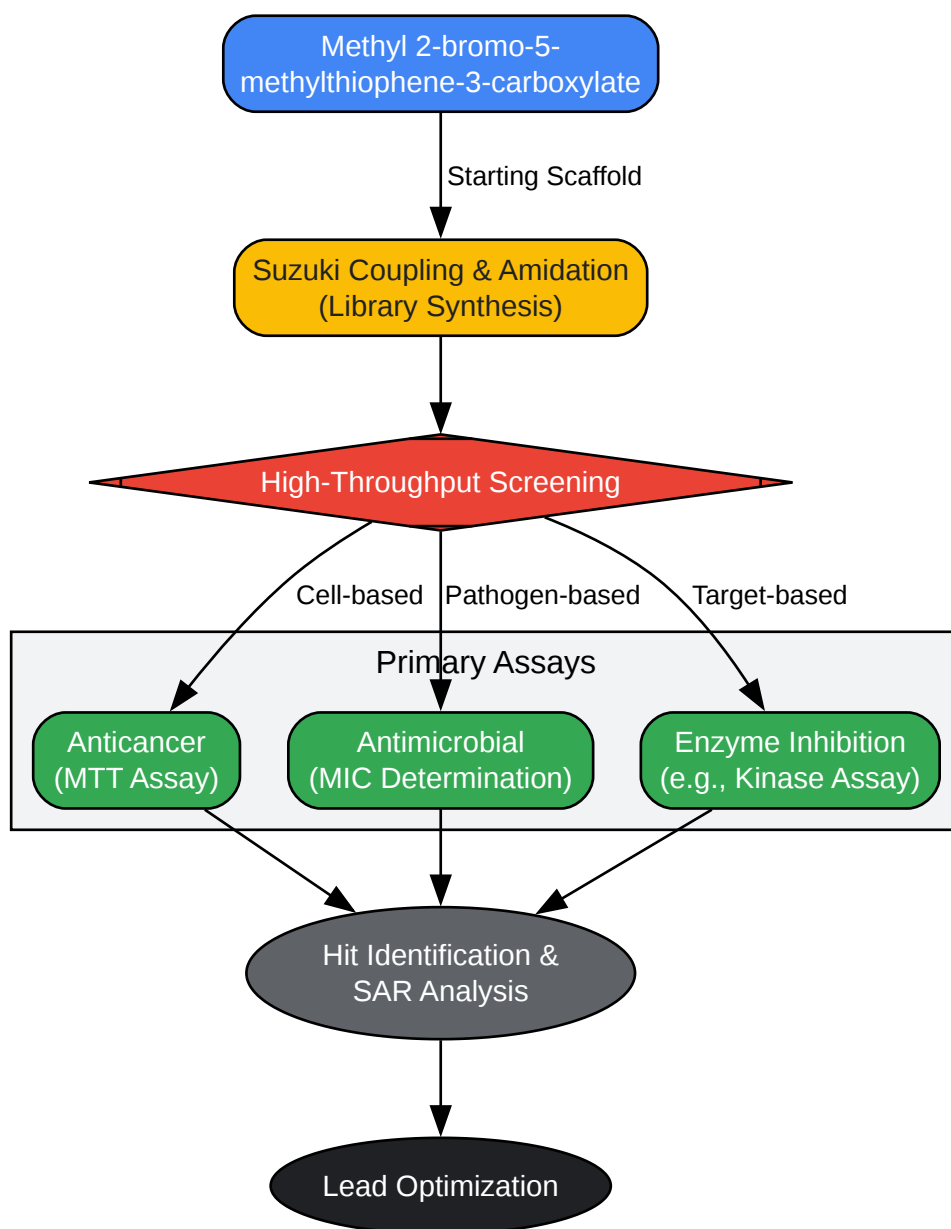 Methyl 2-bromo-5-
methylthiophene-3-carboxylate
Starting Scaffold
Suzuki Coupling & Amidation
(Library Synthesis)
High-Throughput Screening
Cell-based
Pathogen-based
Target-based
Primary Assays
Anticancer
(MTT Assay)
Antimicrobial
(MIC Determination)
Enzyme Inhibition
(e.g., Kinase Assay)
Hit Identification &
SAR Analysis
Lead Optimization